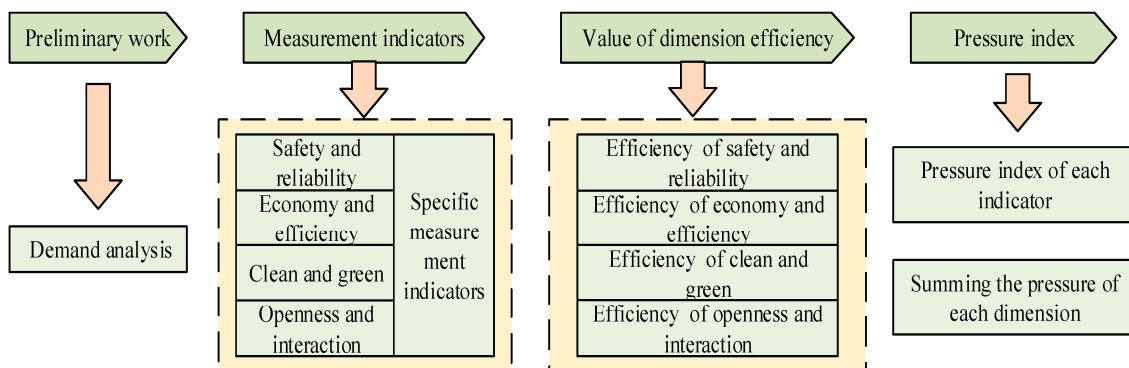 Preliminary work
Measurement indicators
Value of dimension efficiency
Pressure index
Demand analysis
Safety and
reliability
Economy and
efficiency
Clean and green
Openness and
interaction
Specific
measure
ment
indicators
Efficiency of safety and
reliability
Efficiency of economy and
efficiency
Efficiency of clean and
green
Efficiency of openness and
interaction
Pressure index of each
indicator
Summing the pressure of
each dimension